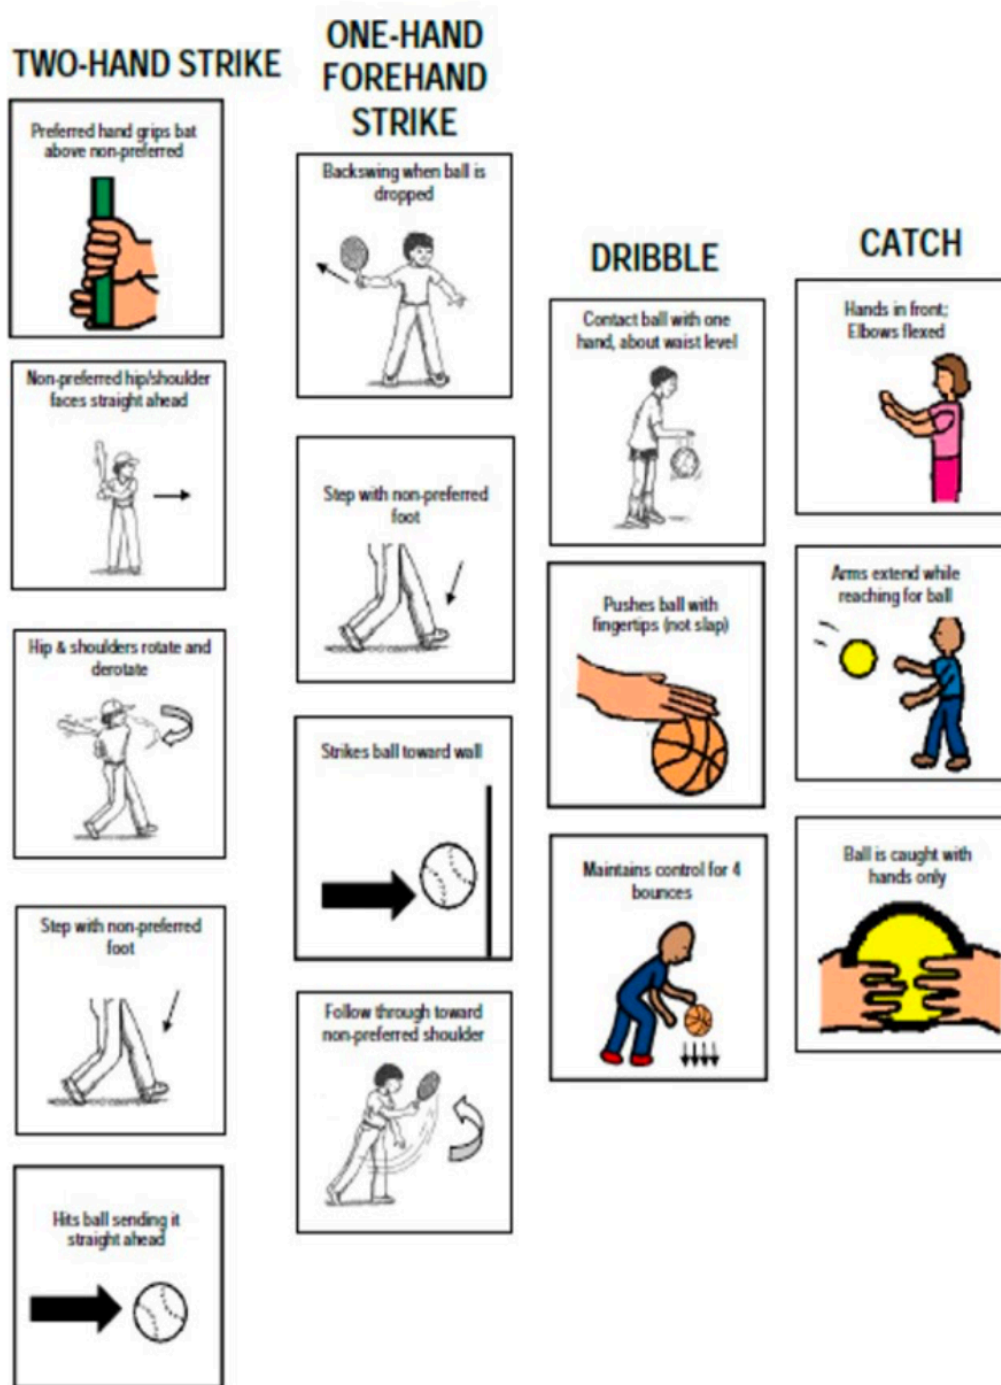 TWO-HAND STRIKE
Preferred hand grips bat
above non-preferred
Non-preferred hip/shoulder
faces straight ahead
Hip & shoulders rotate and
derotate
Step with non-preferred
foot
Hits ball sending it
straight ahead
ONE-HAND
FOREHAND
STRIKE
Backswing when ball is
dropped
Step with non-preferred
foot
Strikes ball toward wall
Follow through toward
non-preferred shoulder
DRIBBLE
Contact ball with one
hand, about waist level
Pushes ball with
fingertips (not slap)
Maintains control for 4
bounces
CATCH
Hands in front;
Elbows flexed
Arms extend while
reaching for ball
Ball is caught with
hands only